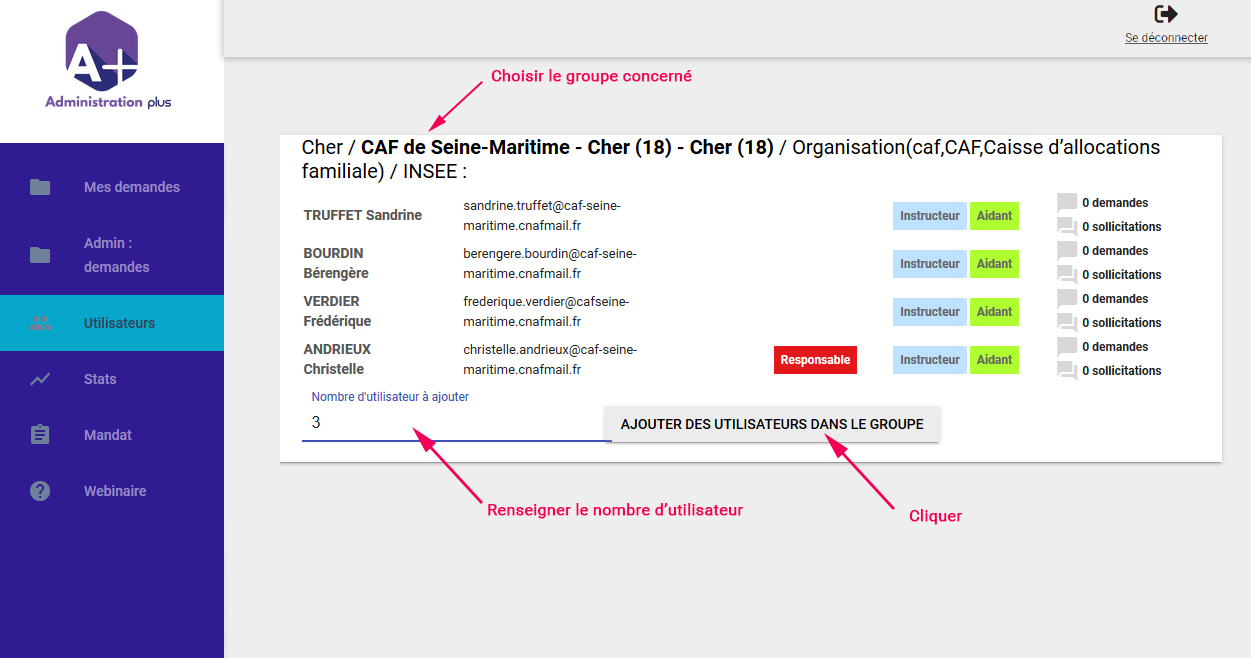 A+
Administration plus
Se déconnecter
Choisir le groupe concerné
Mes demandes
Admin :
demandes
Utilisateurs
Stats
Mandat
Webinaire
Cher / CAF de Seine-Maritime - Cher (18) - Cher (18) / Organisation(caf,CAF,Caisse d’allocations
familiale) / INSEE :
TRUFFET Sandrine
sandrine.truffet@caf-seine-
maritime.cnafmail.fr
Instructeur Aidant
0 demandes
0 sollicitations
BOURDIN
Bérengère
berengere.bourdin@caf-seine-
maritime.cnafmail.fr
Instructeur Aidant
0 demandes
0 sollicitations
VERDIER
Frédérique
frederique.verdier@cafseine-
maritime.cnafmail.fr
Instructeur Aidant
0 demandes
0 sollicitations
ANDRIEUX
Christelle
christelle.andrieux@caf-seine-
maritime.cnafmail.fr
Responsable Instructeur Aidant
0 demandes
0 sollicitations
Nombre d'utilisateur à ajouter
3
AJOUTER DES UTILISATEURS DANS LE GROUPE
Renseigner le nombre d’utilisateur
Cliquer